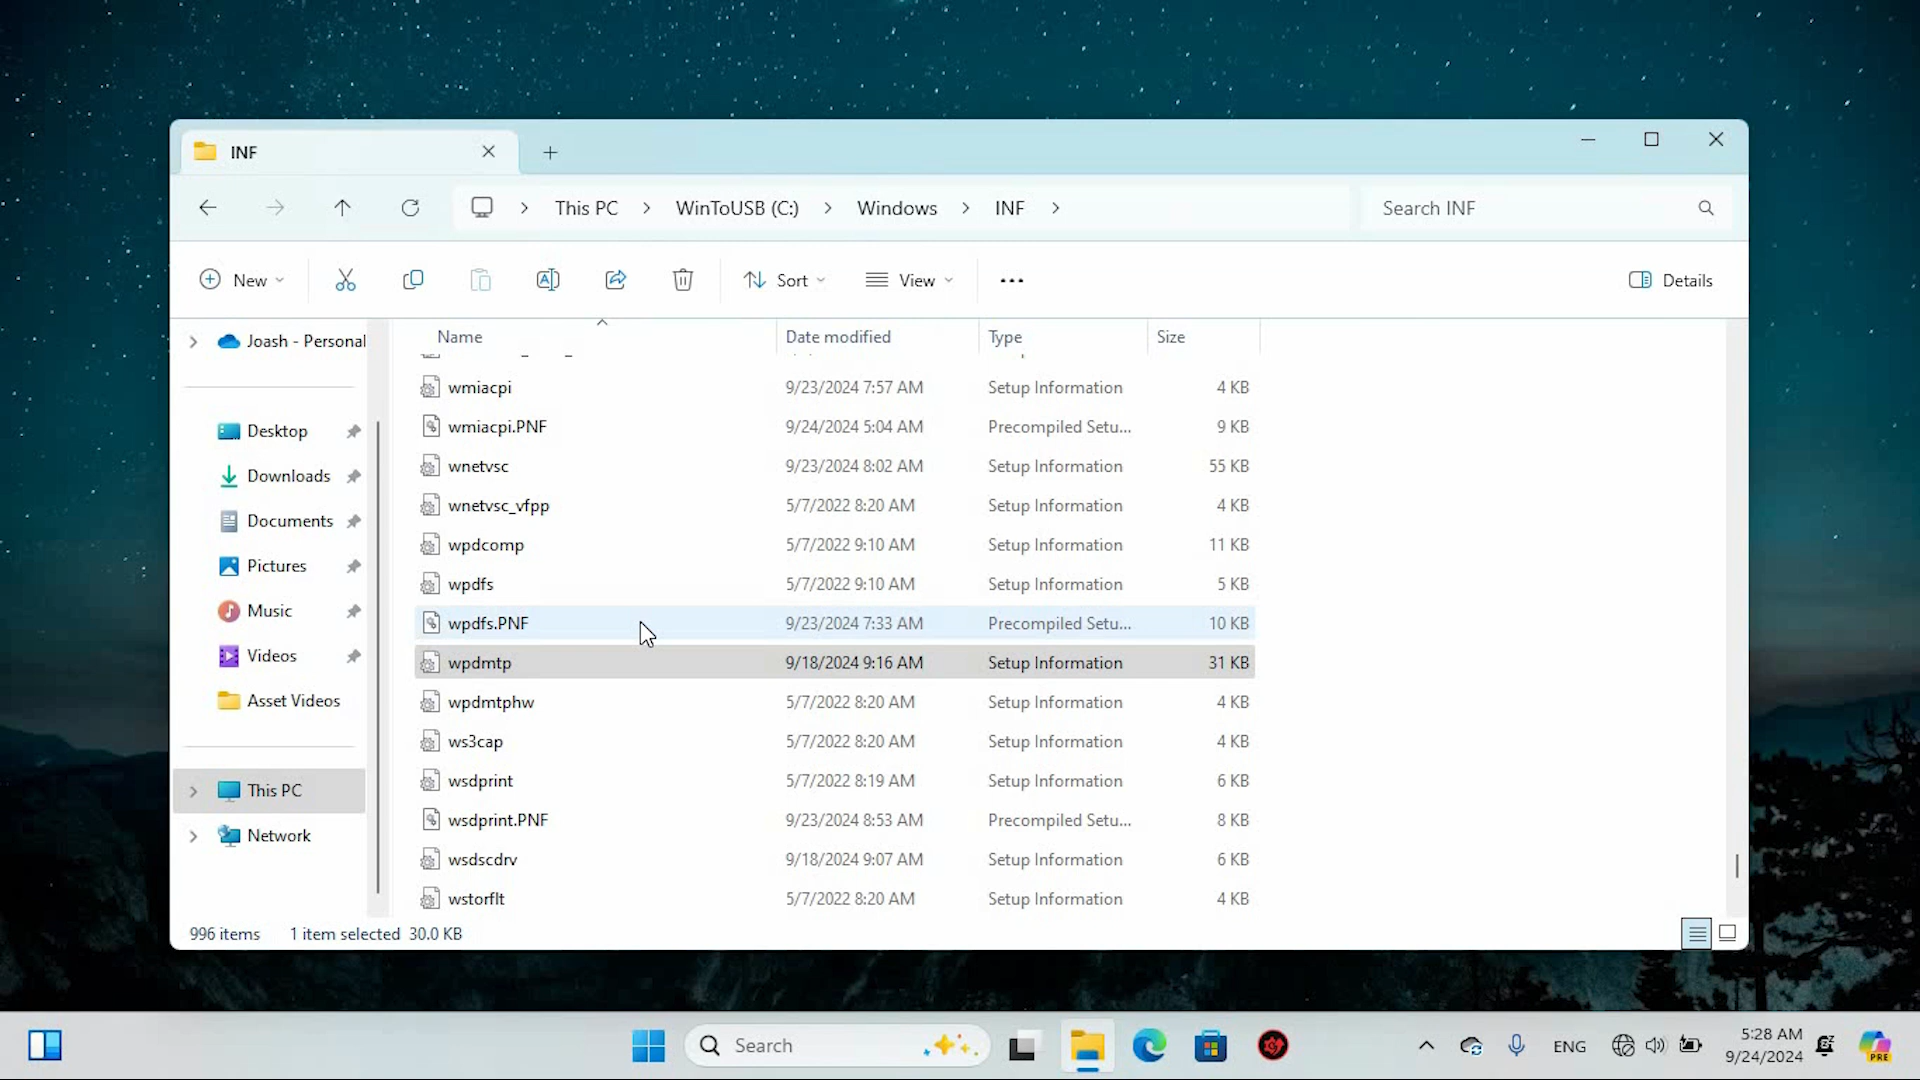 INF
This PC WinToUSB (C:) Windows INF
Search INF
New Sort View Details
Name Date modified Type Size
Joash - Personal
Desktop
Downloads
Documents
Pictures
Music
Videos
Asset Videos
This PC
Network
wmiacpi 9/23/2024 7:57 AM Setup Information 4 KB
wmiacpi.PNF 9/24/2024 5:04 AM Precompiled Setu... 9 KB
wnetvsc 9/23/2024 8:02 AM Setup Information 55 KB
wnetvsc_vfpp 5/7/2022 8:20 AM Setup Information 4 KB
wpdcomp 5/7/2022 9:10 AM Setup Information 11 KB
wpdfs 5/7/2022 9:10 AM Setup Information 5 KB
wpdfs.PNF 9/23/2024 7:33 AM Precompiled Setu... 10 KB
wpdmtp 9/18/2024 9:16 AM Setup Information 31 KB
wpdmtphw 5/7/2022 8:20 AM Setup Information 4 KB
ws3cap 5/7/2022 8:20 AM Setup Information 4 KB
wsdprint 5/7/2022 8:19 AM Setup Information 6 KB
wsdprint.PNF 9/23/2024 8:53 AM Precompiled Setu... 8 KB
wsdscdrv 9/18/2024 9:07 AM Setup Information 6 KB
wstorflt 5/7/2022 8:20 AM Setup Information 4 KB
996 items 1 item selected 30.0 KB
Search
ENG
5:28 AM
9/24/2024
PRE